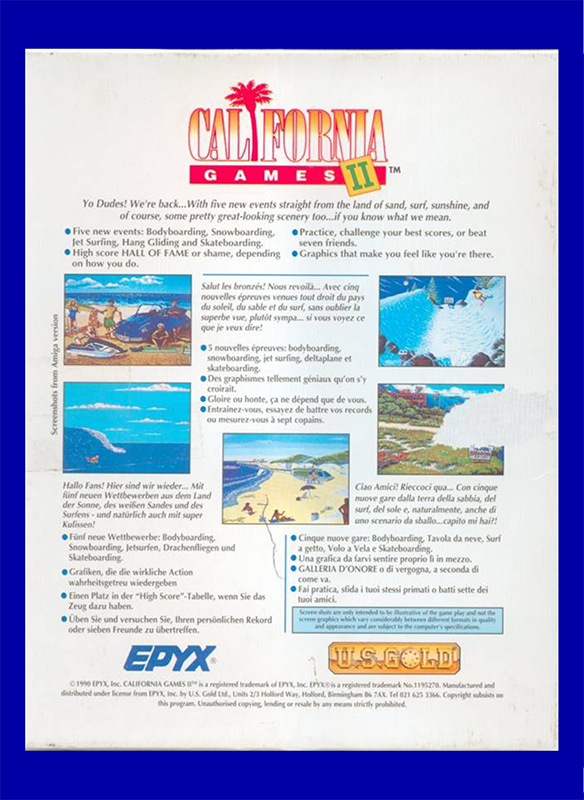 CALIFORNIA
GAMES II ™
Yo Dudes! We're back...With five new events straight from the land of sand, surf, sunshine, and
of course, some pretty great-looking scenery too...if you know what we mean.
● Five new events: Bodyboarding, Snowboarding,
Jet Surfing, Hang Gliding and Skateboarding.
● High score HALL OF FAME or shame, depending
on how you do.
● Practice, challenge your best scores, or beat
seven friends.
● Graphics that make you feel like you're there.
Screenshots from Amiga version
Salut les bronzés! Nous revoilà... Avec cinq
nouvelles épreuves venues tout droit du pays
du soleil, du sable et du surf, sans oublier la
superbe vue, plutôt sympa... si vous voyez ce
que je veux dire!
● 5 nouvelles épreuves: bodyboarding,
snowboarding, jet surfing, deltaplane et
skateboarding.
● Des graphismes tellement géniaux qu'on s'y
croirait.
● Gloire ou honte, ça ne dépend que de vous.
● Entrainez-vous, essayez de battre vos records
ou mesurez-vous à sept copains.
Hallo Fans! Hier sind wir wieder... Mit
fünf neuen Wettbewerben aus dem Land
der Sonne, des weißen Sandes und des
Surfens - und natürlich auch mit super
Kulissen!
● Fünf neue Wettbewerbe: Bodyboarding,
Snowboarding, Jetsurfen, Drachenfliegen und
Skateboarding.
● Grafiken, die die wirkliche Action
wahrheitsgetreu wiedergeben
● Einen Platz in der "High Score"-Tabelle, wenn Sie das
Zeug dazu haben.
● Üben Sie und versuchen Sie, Ihren persönlichen Rekord
oder sieben Freunde zu übertreffen.
Ciao Amici! Rieccoci qua... Con cinque
nuove gare dalla terra della sabbia, del
surf, del sole e, naturalmente, anche di
uno scenario da sballo...capito mi hai?!
● Cinque nuove gare: Bodyboarding, Tavola da neve, Surf
a getto, Volo a Vela e Skateboarding.
● Una grafica da farvi sentire proprio lì in mezzo.
● GALLERIA D'ONORE o di vergogna, a seconda di
come va.
● Fai pratica, sfida i tuoi stessi primati o batti sette dei
tuoi amici.
Screen shots are only intended to be illustrative of the game play and not the
screen graphics which vary considerably between different formats in quality
and appearance and are subject to the computer's specifications.
EPYX®
U.S. GOLD
© 1990 EPYX, Inc. CALIFORNIA GAMES II™ is a registered trademark of EPYX, Inc. EPYX® is a registered trademark No.1195270. Manufactured and
distributed under license from EPYX, Inc. by U.S. Gold Ltd., Units 2/3 Holford Way, Holford, Birmingham B6 7AX. Tel 021 625 3366. Copyright subsists on
this program. Unauthorised copying, lending or resale by any means strictly prohibited.